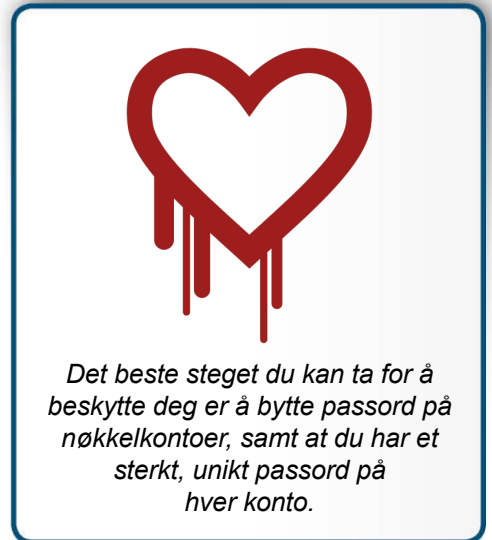 Det beste steget du kan ta for å
beskytte deg er å bytte passord på
nøkkelkontoer, samt at du har et
sterkt, unikt passord på
hver konto.